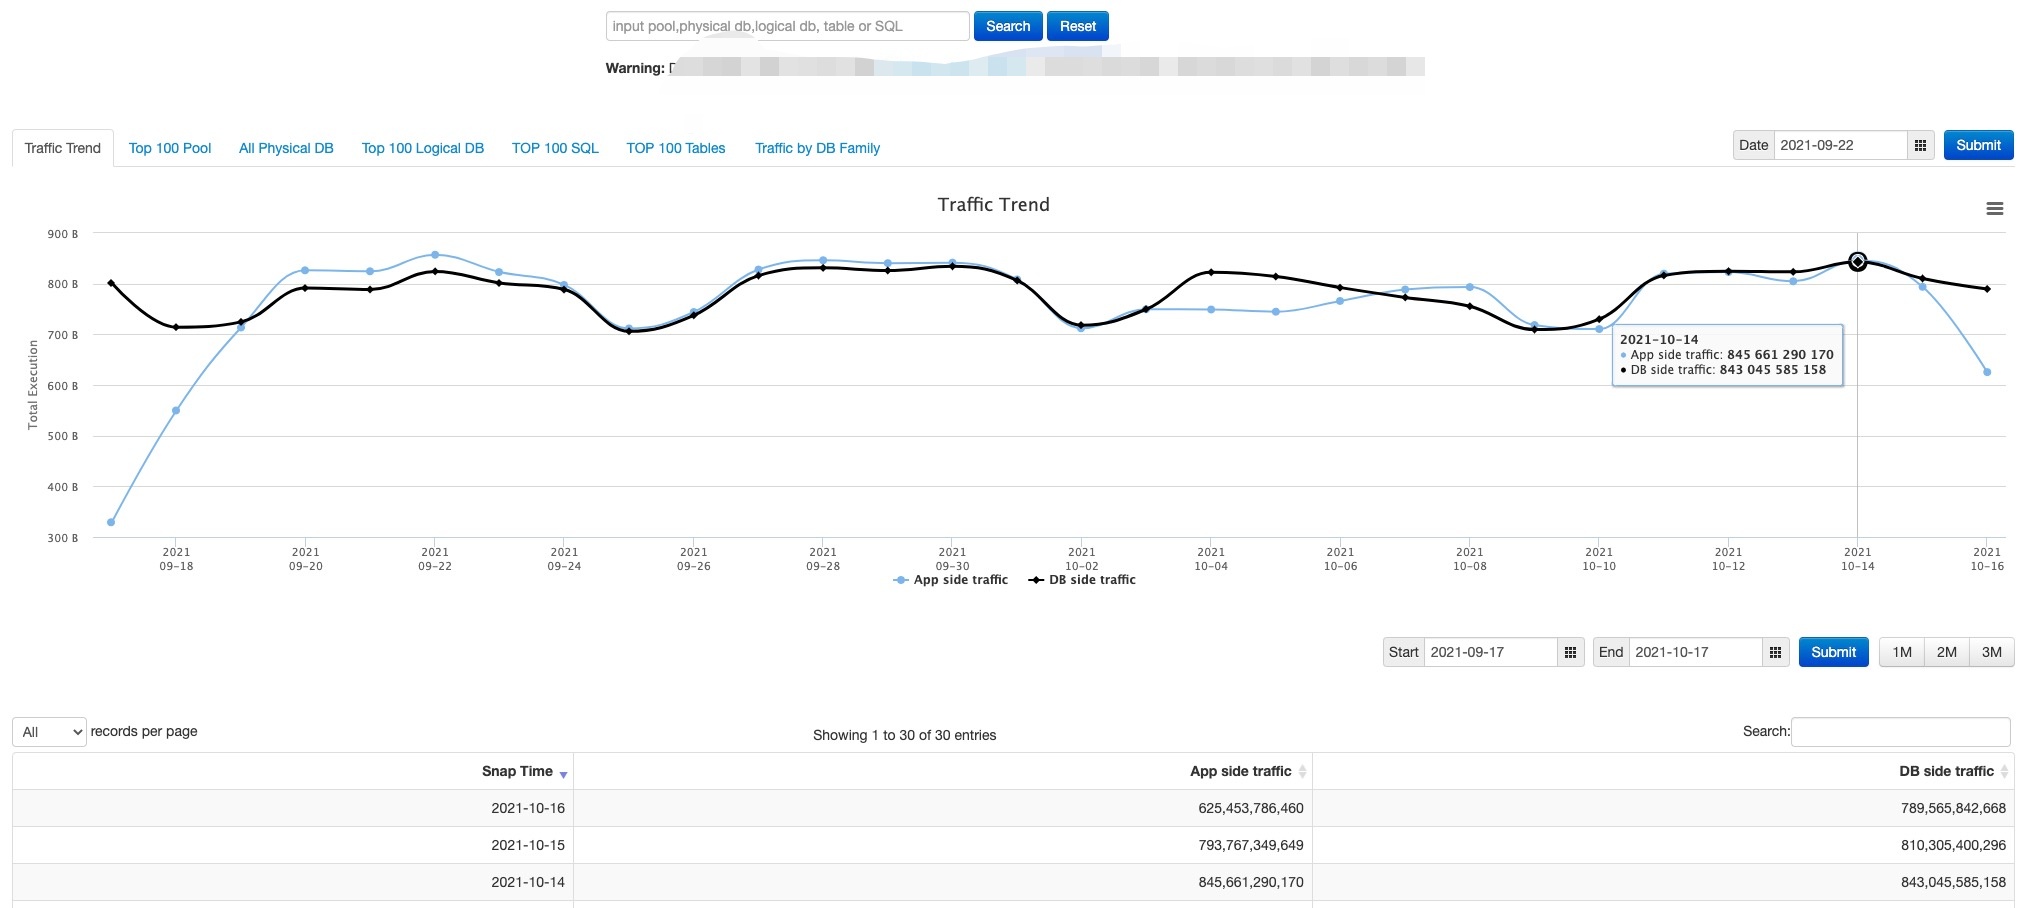 input pool,physical db,logical db, table or SQL Search Reset
Warning:
Traffic Trend Top 100 Pool All Physical DB Top 100 Logical DB TOP 100 SQL TOP 100 Tables Traffic by DB Family Date 2021-09-22 Submit
Traffic Trend
900 B
800 B
700 B
600 B
500 B
400 B
300 B
Total Execution
2021-10-14
App side traffic: 845 661 290 170
DB side traffic: 843 045 585 158
2021 2021 2021 2021 2021 2021 2021 2021 2021 2021 2021 2021 2021 2021 2021
09-18 09-20 09-22 09-24 09-26 09-28 09-30 10-02 10-04 10-06 10-08 10-10 10-12 10-14 10-16
App side traffic DB side traffic
Start 2021-09-17 End 2021-10-17 Submit 1M 2M 3M
All records per page Showing 1 to 30 of 30 entries Search:
Snap Time App side traffic DB side traffic
2021-10-16 625,453,786,460 789,565,842,668
2021-10-15 793,767,349,649 810,305,400,296
2021-10-14 845,661,290,170 843,045,585,158